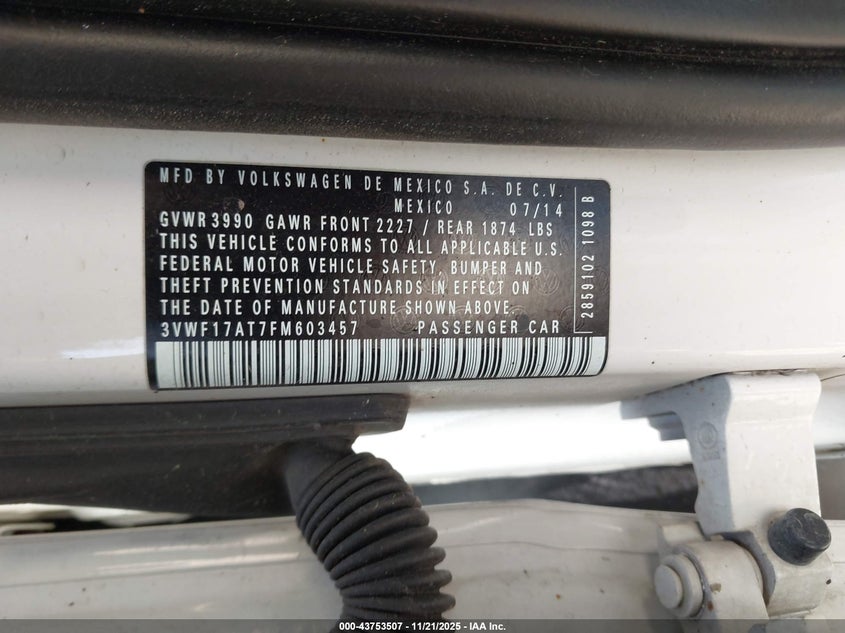 MFD BY VOLKSWAGEN DE MEXICO S.A. DE C.V.
MEXICO 07/14
GVWR 3990 GAWR FRONT 2227 / REAR 1874 LBS
THIS VEHICLE CONFORMS TO ALL APPLICABLE U.S.
FEDERAL MOTOR VEHICLE SAFETY, BUMPER AND
THEFT PREVENTION STANDARDS IN EFFECT ON
THE DATE OF MANUFACTURE SHOWN ABOVE.
3VWF17AT7FM603457 PASSENGER CAR
2859102 1098 B
000-43753507 | 11/21/2025 - IAA Inc.